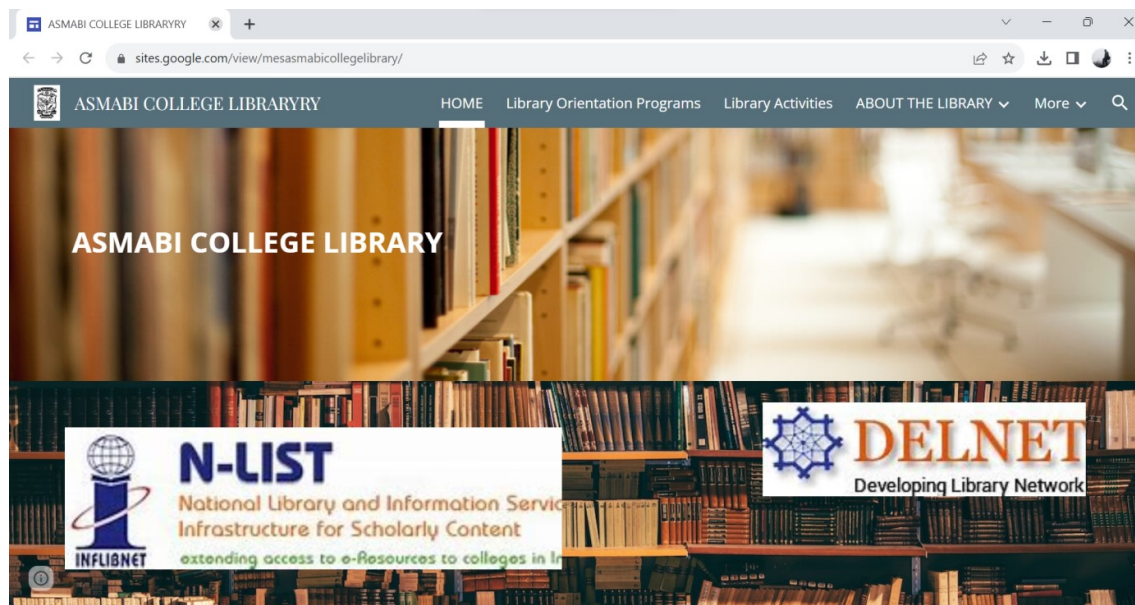 ASMABI COLLEGE LIBRARYRY
sites.google.com/view/mesasmabicollegelibrary/
ASMABI COLLEGE LIBRARYRY HOME Library Orientation Programs Library Activities ABOUT THE LIBRARY More
ASMABI COLLEGE LIBRARY
N-LIST
National Library and Information Servic
Infrastructure for Scholarly Content
extending access to e-Resources to colleges in In
INFLIBNET
DELNET
Developing Library Network